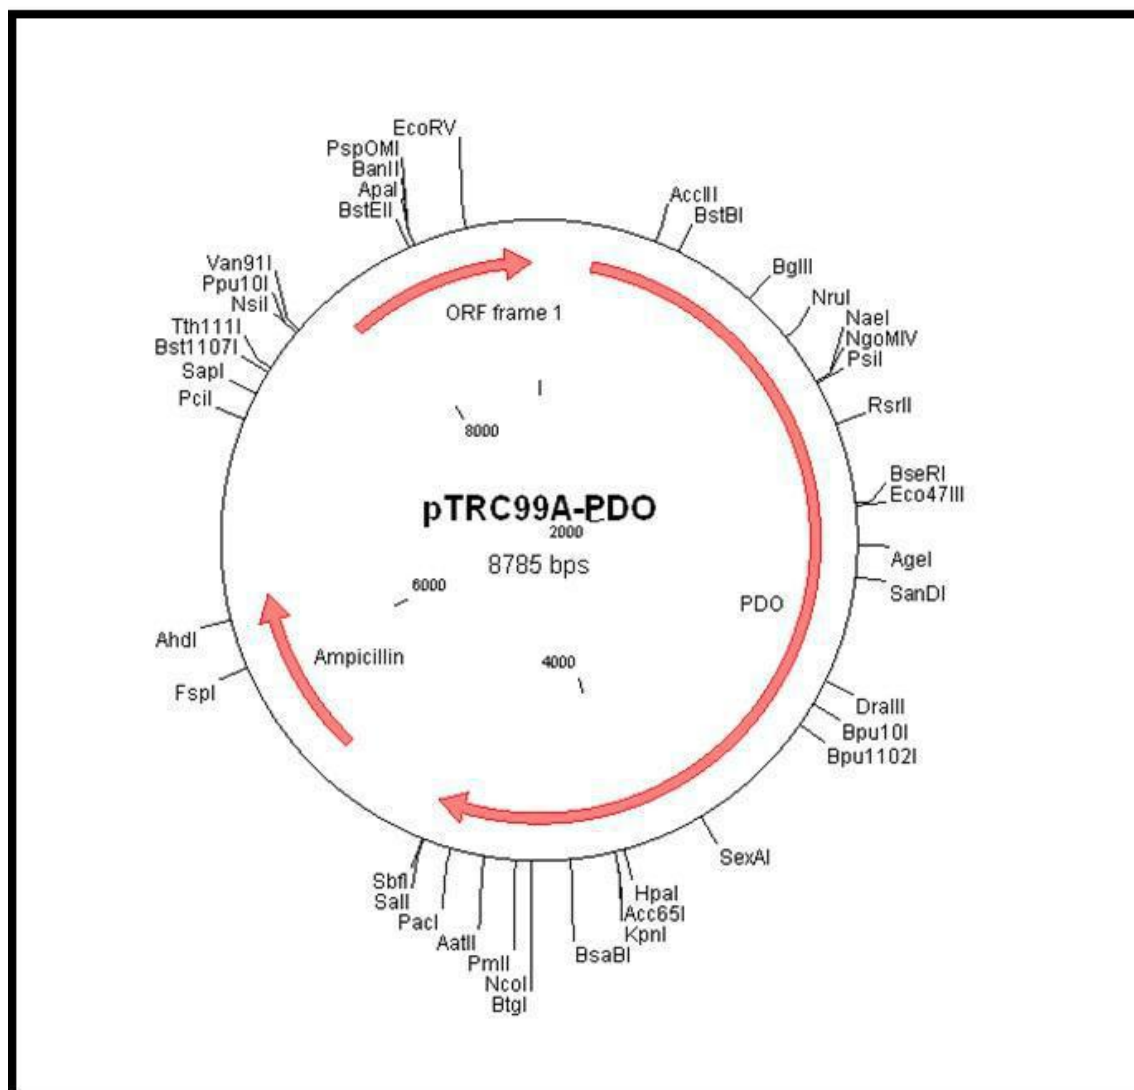 EcoRV
PspOMI
BanII
ApaI
BstEII
AccIII
BstBI
Van91I
Ppu10I
NsiI
BglII
NruI
Tth111I
Bst1107I
SapI
PciI
ORF frame 1
NaeI
NgoMIV
PsiI
RsrII
I
8000
BseRI
Eco47III
pTRC99A-PDO
2000
8785 bps
6000
AgeI
SanDI
PDO
AhdI
FspI
Ampicillin
4000
DraIII
Bpu10I
Bpu1102I
SexAI
SbfI
SalI
PacI
AatII
PmlI
NcoI
BtgI
HpaI
Acc65I
KpnI
BsaBI